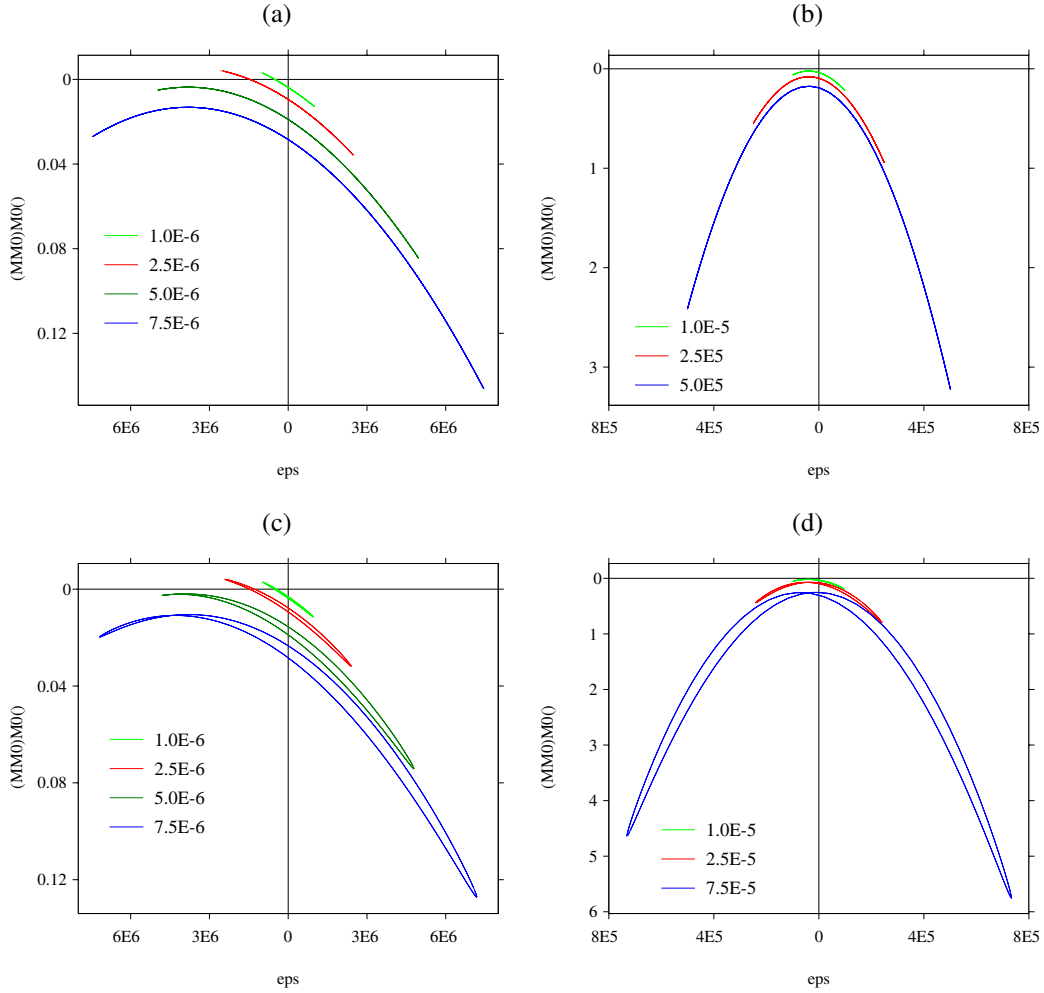 (a)
0
0.04
0.08
0.12
(MM0)M0()
1.0E-6
2.5E-6
5.0E-6
7.5E-6
6E6 3E6 0 3E6 6E6
eps
(b)
0
1
2
3
(MM0)M0()
1.0E-5
2.5E5
5.0E5
8E5 4E5 0 4E5 8E5
eps
(c)
0
0.04
0.08
0.12
(MM0)M0()
1.0E-6
2.5E-6
5.0E-6
7.5E-6
6E6 3E6 0 3E6 6E6
eps
(d)
0
1
2
3
4
5
6
(MM0)M0()
1.0E-5
2.5E-5
7.5E-5
8E5 4E5 0 4E5 8E5
eps